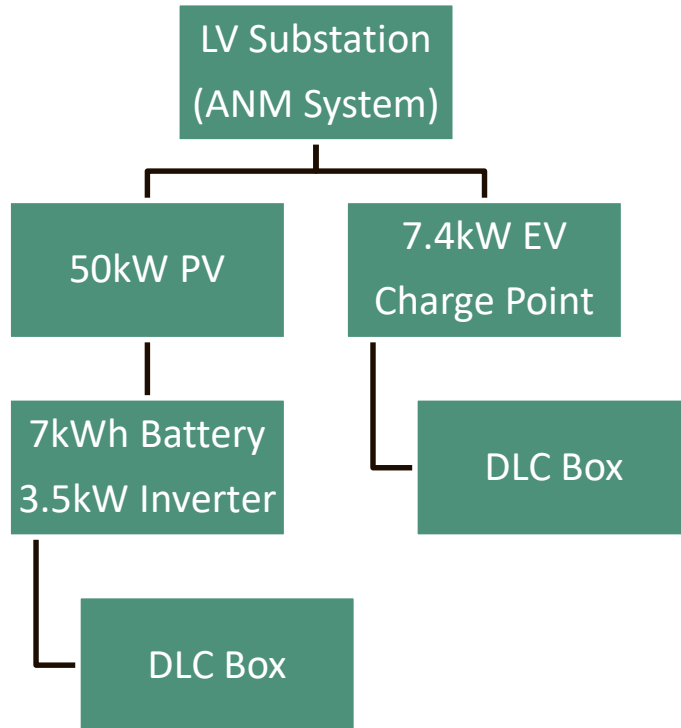 LV Substation
(ANM System)
50kW PV
7.4kW EV
Charge Point
7kWh Battery
3.5kW Inverter
DLC Box
DLC Box